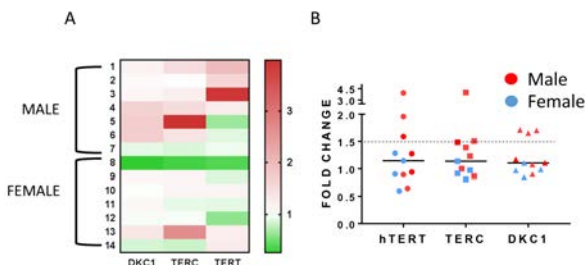 A
MALE
FEMALE
1
2
3
4
5
6
7
8
9
10
11
12
13
14
DKC1 TERC TERT
3
2
1
B
Male
Female
FOLD CHANGE
4.5
3.0
2.0
1.5
1.0
0.5
0.0
hTERT TERC DKC1